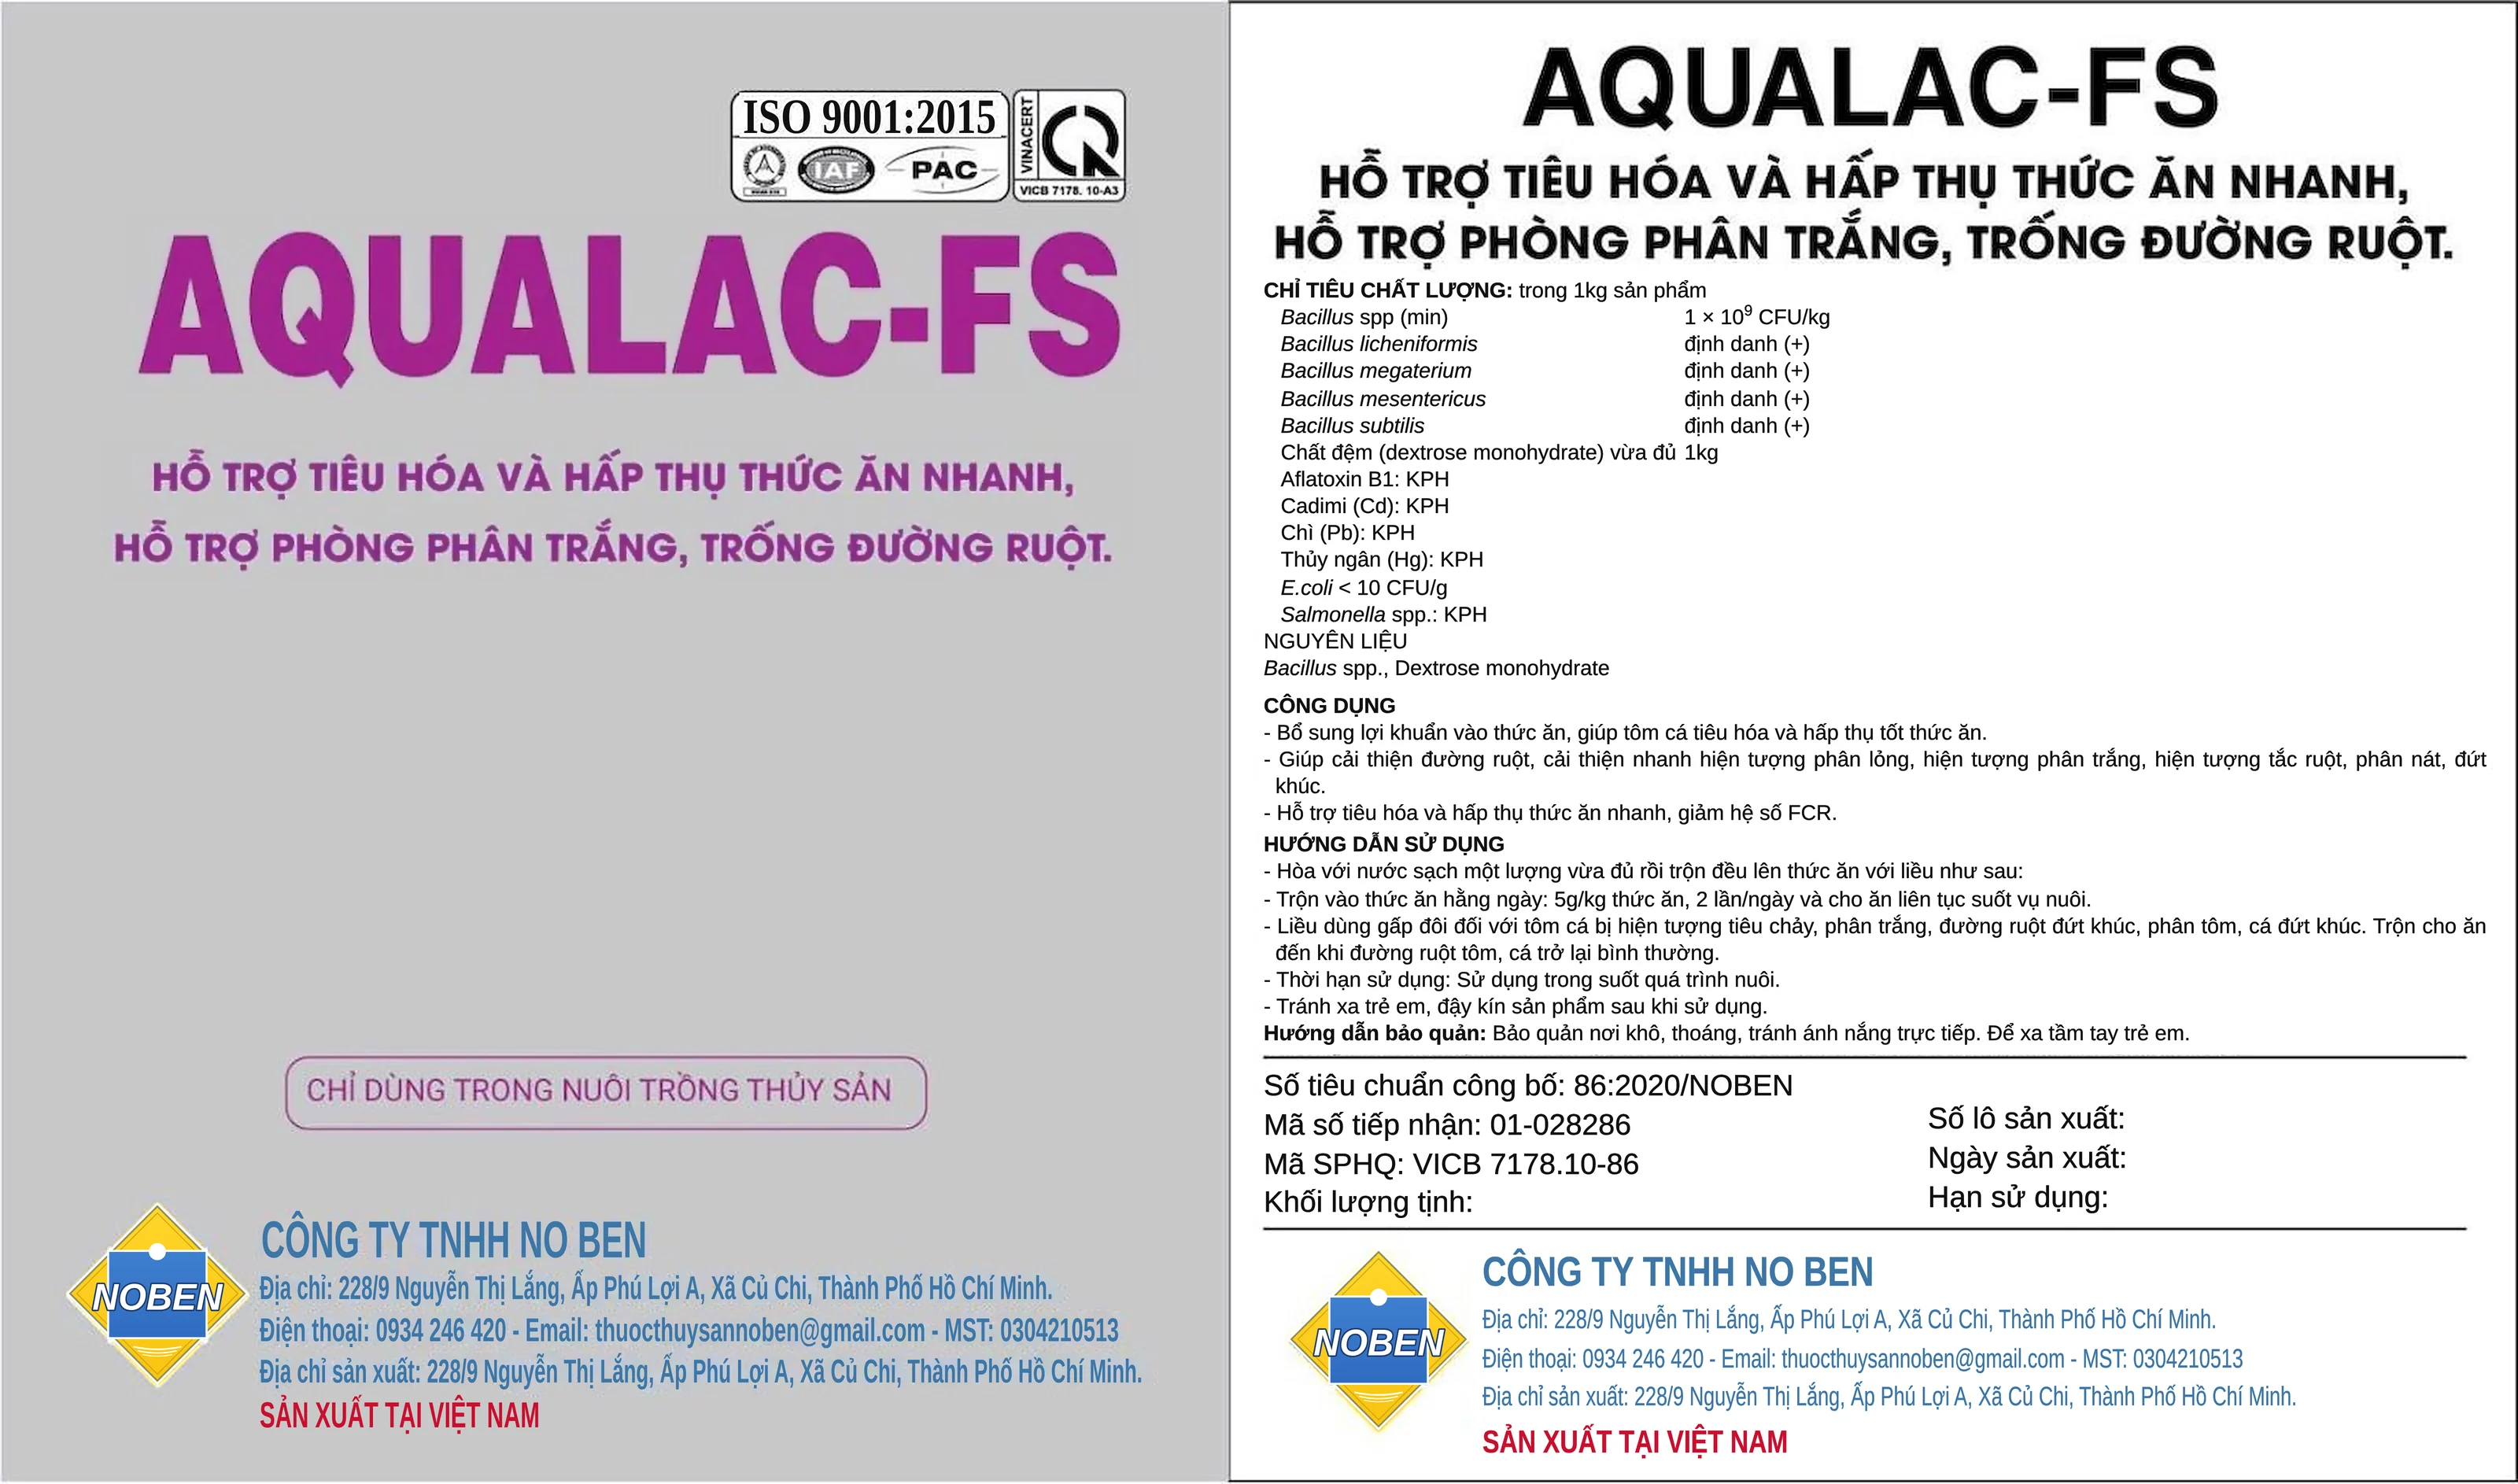 ISO 9001:2015
IAF
PAC
VINACERT
VICB 7178. 10-A3
AQUALAC-FS
HỖ TRỢ TIÊU HÓA VÀ HẤP THỤ THỨC ĂN NHANH,
HỖ TRỢ PHÒNG PHÂN TRẮNG, TRỐNG ĐƯỜNG RUỘT.
CHỈ DÙNG TRONG NUÔI TRỒNG THỦY SẢN
NOBEN
CÔNG TY TNHH NO BEN
Địa chỉ: 228/9 Nguyễn Thị Lắng, Ấp Phú Lợi A, Xã Củ Chi, Thành Phố Hồ Chí Minh.
Điện thoại: 0934 246 420 - Email: thuocthuysannoben@gmail.com - MST: 0304210513
Địa chỉ sản xuất: 228/9 Nguyễn Thị Lắng, Ấp Phú Lợi A, Xã Củ Chi, Thành Phố Hồ Chí Minh.
SẢN XUẤT TẠI VIỆT NAM
AQUALAC-FS
HỖ TRỢ TIÊU HÓA VÀ HẤP THỤ THỨC ĂN NHANH,
HỖ TRỢ PHÒNG PHÂN TRẮNG, TRỐNG ĐƯỜNG RUỘT.
CHỈ TIÊU CHẤT LƯỢNG: trong 1kg sản phẩm
Bacillus spp (min) 1 × 10⁹ CFU/kg
Bacillus licheniformis định danh (+)
Bacillus megaterium định danh (+)
Bacillus mesentericus định danh (+)
Bacillus subtilis định danh (+)
Chất đệm (dextrose monohydrate) vừa đủ 1kg
Aflatoxin B1: KPH
Cadimi (Cd): KPH
Chì (Pb): KPH
Thủy ngân (Hg): KPH
E.coli < 10 CFU/g
Salmonella spp.: KPH
NGUYÊN LIỆU
Bacillus spp., Dextrose monohydrate
CÔNG DỤNG
- Bổ sung lợi khuẩn vào thức ăn, giúp tôm cá tiêu hóa và hấp thụ tốt thức ăn.
- Giúp cải thiện đường ruột, cải thiện nhanh hiện tượng phân lỏng, hiện tượng phân trắng, hiện tượng tắc ruột, phân nát, đứt
khúc.
- Hỗ trợ tiêu hóa và hấp thụ thức ăn nhanh, giảm hệ số FCR.
HƯỚNG DẪN SỬ DỤNG
- Hòa với nước sạch một lượng vừa đủ rồi trộn đều lên thức ăn với liều như sau:
- Trộn vào thức ăn hằng ngày: 5g/kg thức ăn, 2 lần/ngày và cho ăn liên tục suốt vụ nuôi.
- Liều dùng gấp đôi đối với tôm cá bị hiện tượng tiêu chảy, phân trắng, đường ruột đứt khúc, phân tôm, cá đứt khúc. Trộn cho ăn
đến khi đường ruột tôm, cá trở lại bình thường.
- Thời hạn sử dụng: Sử dụng trong suốt quá trình nuôi.
- Tránh xa trẻ em, đậy kín sản phẩm sau khi sử dụng.
Hướng dẫn bảo quản: Bảo quản nơi khô, thoáng, tránh ánh nắng trực tiếp. Để xa tầm tay trẻ em.
Số tiêu chuẩn công bố: 86:2020/NOBEN
Mã số tiếp nhận: 01-028286
Mã SPHQ: VICB 7178.10-86
Khối lượng tịnh:
Số lô sản xuất:
Ngày sản xuất:
Hạn sử dụng:
NOBEN
CÔNG TY TNHH NO BEN
Địa chỉ: 228/9 Nguyễn Thị Lắng, Ấp Phú Lợi A, Xã Củ Chi, Thành Phố Hồ Chí Minh.
Điện thoại: 0934 246 420 - Email: thuocthuysannoben@gmail.com - MST: 0304210513
Địa chỉ sản xuất: 228/9 Nguyễn Thị Lắng, Ấp Phú Lợi A, Xã Củ Chi, Thành Phố Hồ Chí Minh.
SẢN XUẤT TẠI VIỆT NAM